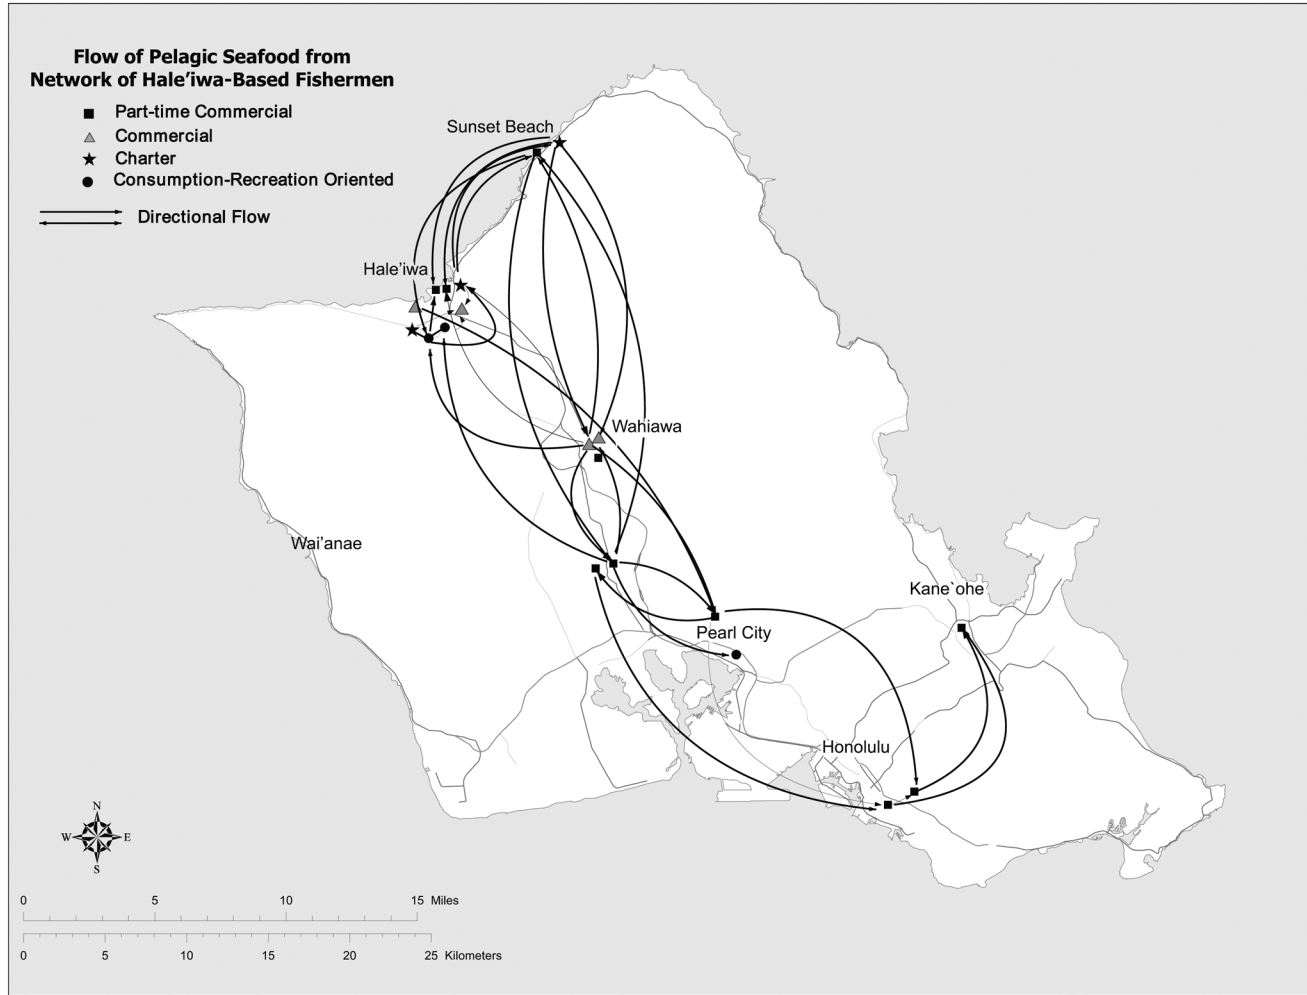 Flow of Pelagic Seafood from
Network of Hale’iwa-Based Fishermen
Part-time Commercial
Commercial
Charter
Consumption-Recreation Oriented
Directional Flow
Sunset Beach
Hale’iwa
Wahiawa
Wai’anae
Kane`ohe
Pearl City
Honolulu
N
W E
S
0 5 10 15 Miles
0 5 10 15 20 25 Kilometers